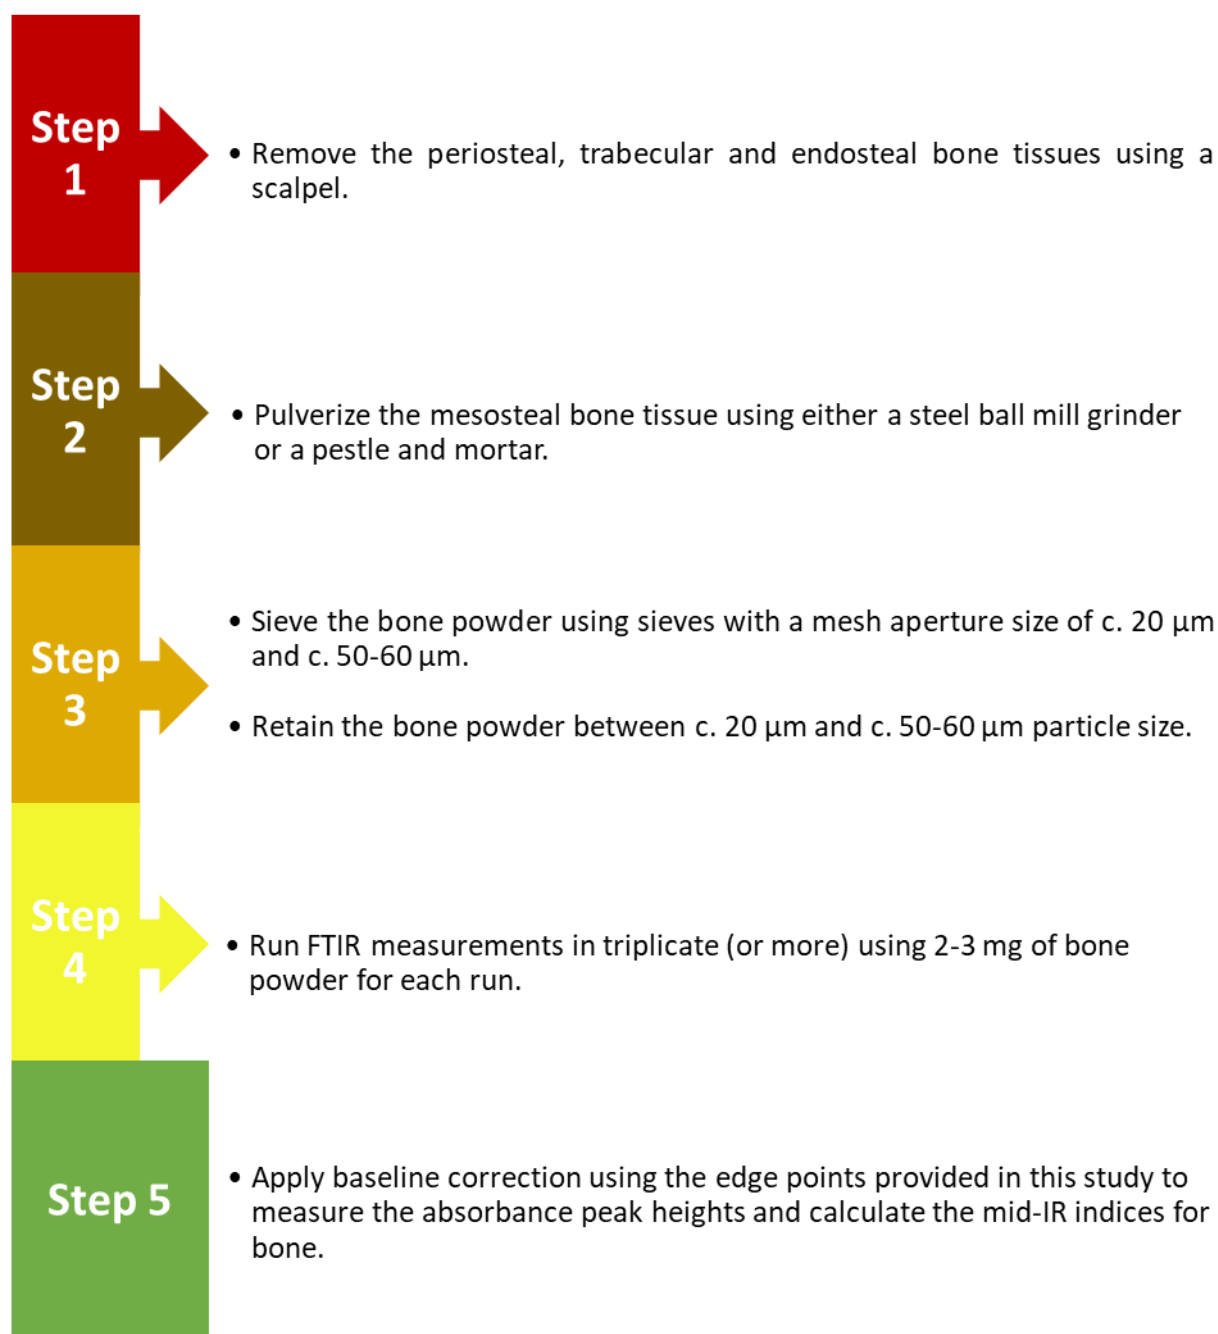 Step
1
• Remove the periosteal, trabecular and endosteal bone tissues using a
scalpel.
Step
2
• Pulverize the mesosteal bone tissue using either a steel ball mill grinder
or a pestle and mortar.
Step
3
• Sieve the bone powder using sieves with a mesh aperture size of c. 20 µm
and c. 50-60 µm.
• Retain the bone powder between c. 20 µm and c. 50-60 µm particle size.
Step
4
• Run FTIR measurements in triplicate (or more) using 2-3 mg of bone
powder for each run.
Step 5
• Apply baseline correction using the edge points provided in this study to
measure the absorbance peak heights and calculate the mid-IR indices for
bone.